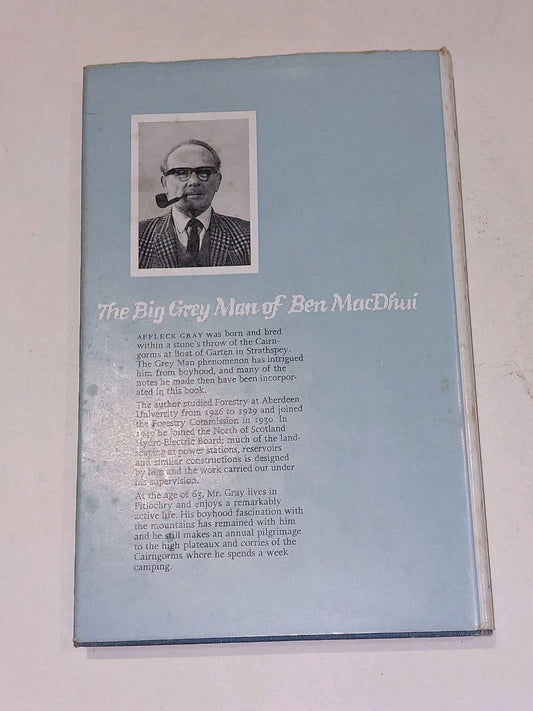 The Big Grey Man of Ben MacDhui
AFFLECK GRAY was born and bred
within a stone's throw of the Cairn-
gorms at Boat of Garten in Strathspey.
The Grey Man phenomenon has intrigued
him from boyhood, and many of the
notes he made then have been incorpor-
ated in this book.
The author studied Forestry at Aberdeen
University from 1926 to 1929 and joined
the Forestry Commission in 1930. In
he joined the North of Scotland
Hydro-Electric Board; much of the land-
scaping at power stations, reservoirs
and similar constructions is designed
by him and the work carried out under
his supervision.
At the age of 63, Mr. Gray lives in
Pitlochry and enjoys a remarkably
active life. His boyhood fascination with
the mountains has remained with him
and he still makes an annual pilgrimage
to the high plateaux and corries of the
Cairngorms where he spends a week
camping.